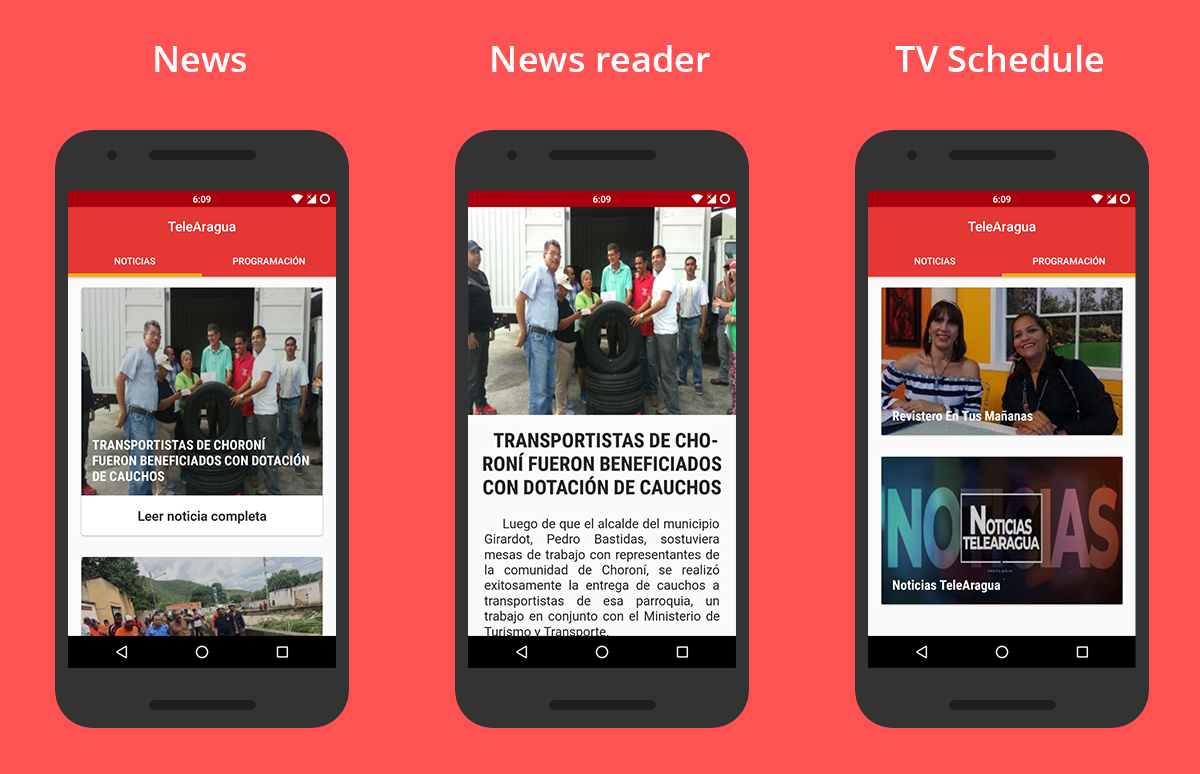 News
News reader
TV Schedule
6:09
TeleAragua
NOTICIAS
PROGRAMACIÓN
TRANSPORTISTAS DE CHORONÍ
FUERON BENEFICIADOS CON DOTACIÓN
DE CAUCHOS
Leer noticia completa
6:09
TRANSPORTISTAS DE CHO-
RONÍ FUERON BENEFICIADOS
CON DOTACIÓN DE CAUCHOS
Luego de que el alcalde del municipio
Girardot, Pedro Bastidas, sostuviera
mesas de trabajo con representantes de
la comunidad de Choroní, se realizó
exitosamente la entrega de cauchos a
transportistas de esa parroquia, un
trabajo en conjunto con el Ministerio de
Turismo y Transporte.
6:09
TeleAragua
NOTICIAS
PROGRAMACIÓN
Revistero En Tus Mañanas
NOTICIAS
NOTICIAS
TELEARAGUA
Noticias TeleAragua